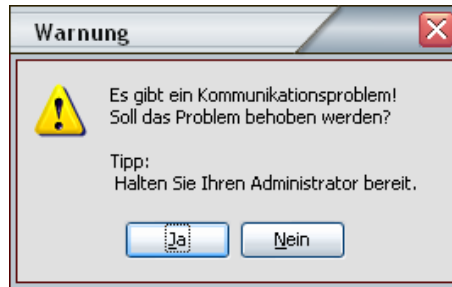 Warnung
Es gibt ein Kommunikationsproblem!
Soll das Problem behoben werden?
Tipp:
Halten Sie Ihren Administrator bereit.
Ja
Nein